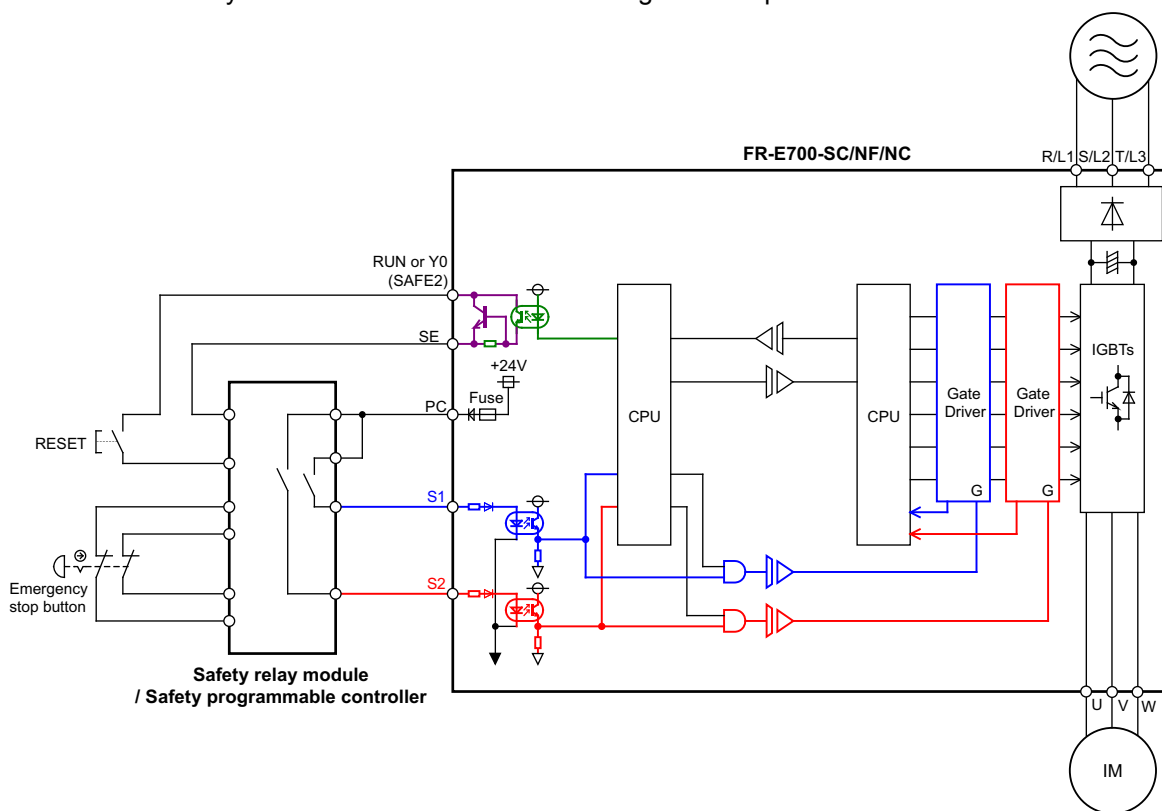 FR-E700-SC/NF/NC
R/L1 S/L2 T/L3
RUN or Y0
(SAFE2)
SE
+24V
Fuse
PC
RESET
CPU
CPU
Gate
Driver
G
Gate
Driver
G
IGBTs
S1
S2
Emergency
stop button
Safety relay module
/ Safety programmable controller
U V W
IM